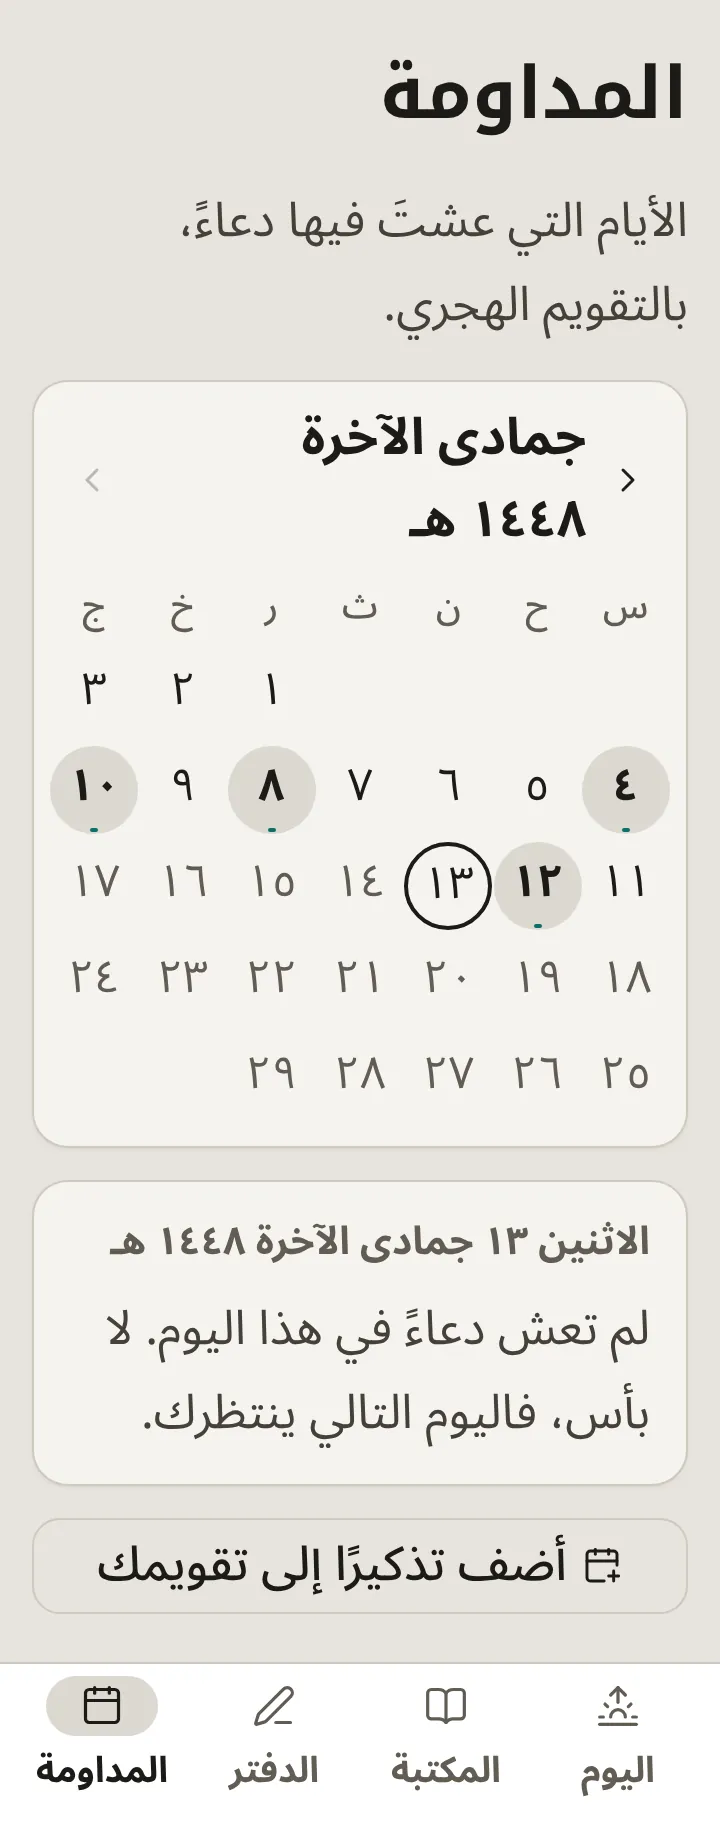 المداومة
الأيام التي عشتَ فيها دعاءً،
بالتقويم الهجري.
جمادى الآخرة
١٤٤٨ هـ
س ح ن ث ر خ ج
١ ٢ ٣
٤ ٥ ٦ ٧ ٨ ٩ ١٠
١١ ١٢ ١٣ ١٤ ١٥ ١٦ ١٧
١٨ ١٩ ٢٠ ٢١ ٢٢ ٢٣ ٢٤
٢٥ ٢٦ ٢٧ ٢٨ ٢٩
الاثنين ١٣ جمادى الآخرة ١٤٤٨ هـ
لم تعش دعاءً في هذا اليوم. لا
بأس، فاليوم التالي ينتظرك.
أضف تذكيرًا إلى تقويمك
اليوم المكتبة الدفتر المداومة